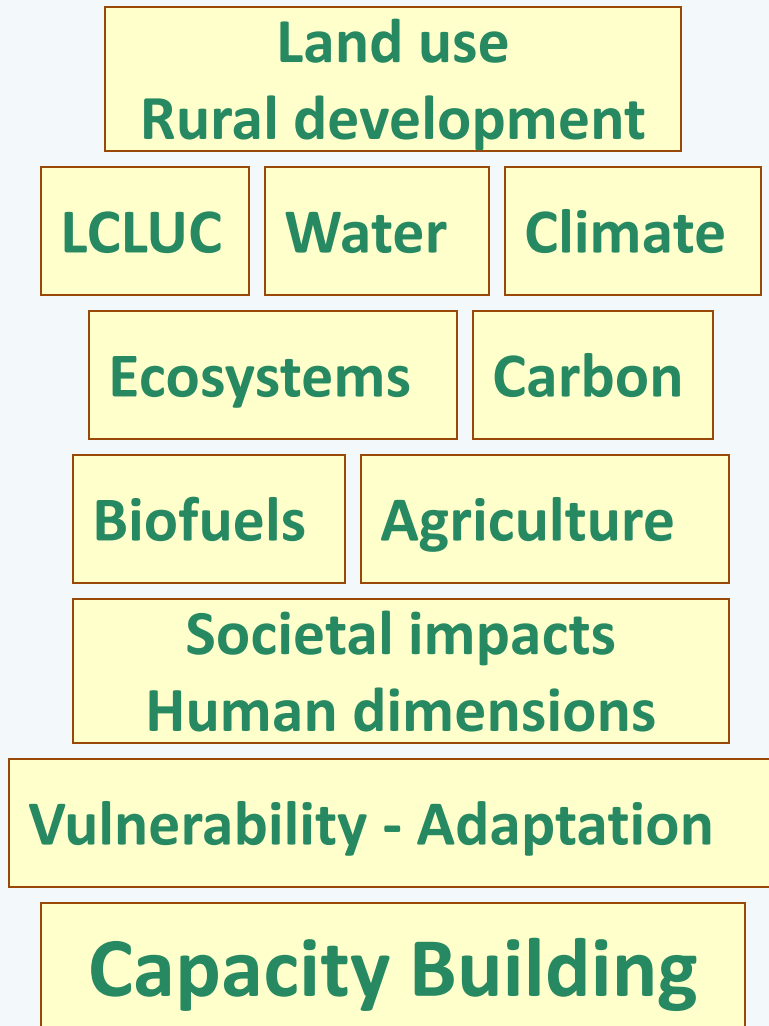 Land use
Rural development
LCLUC Water Climate
Ecosystems Carbon
Biofuels Agriculture
Societal impacts
Human dimensions
Vulnerability - Adaptation
Capacity Building